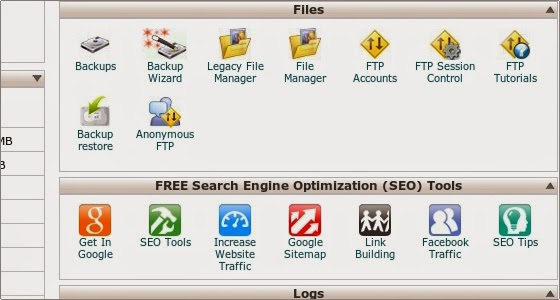 Files
Backups
Backup
Wizard
Legacy File
Manager
File
Manager
FTP
Accounts
FTP Session
Control
FTP
Tutorials
Backup
restore
Anonymous
FTP
MB
B
FREE Search Engine Optimization (SEO) Tools
g
Get In
Google
SEO Tools
Increase
Website
Traffic
Google
Sitemap
Link
Building
Facebook
Traffic
SEO Tips
Logs